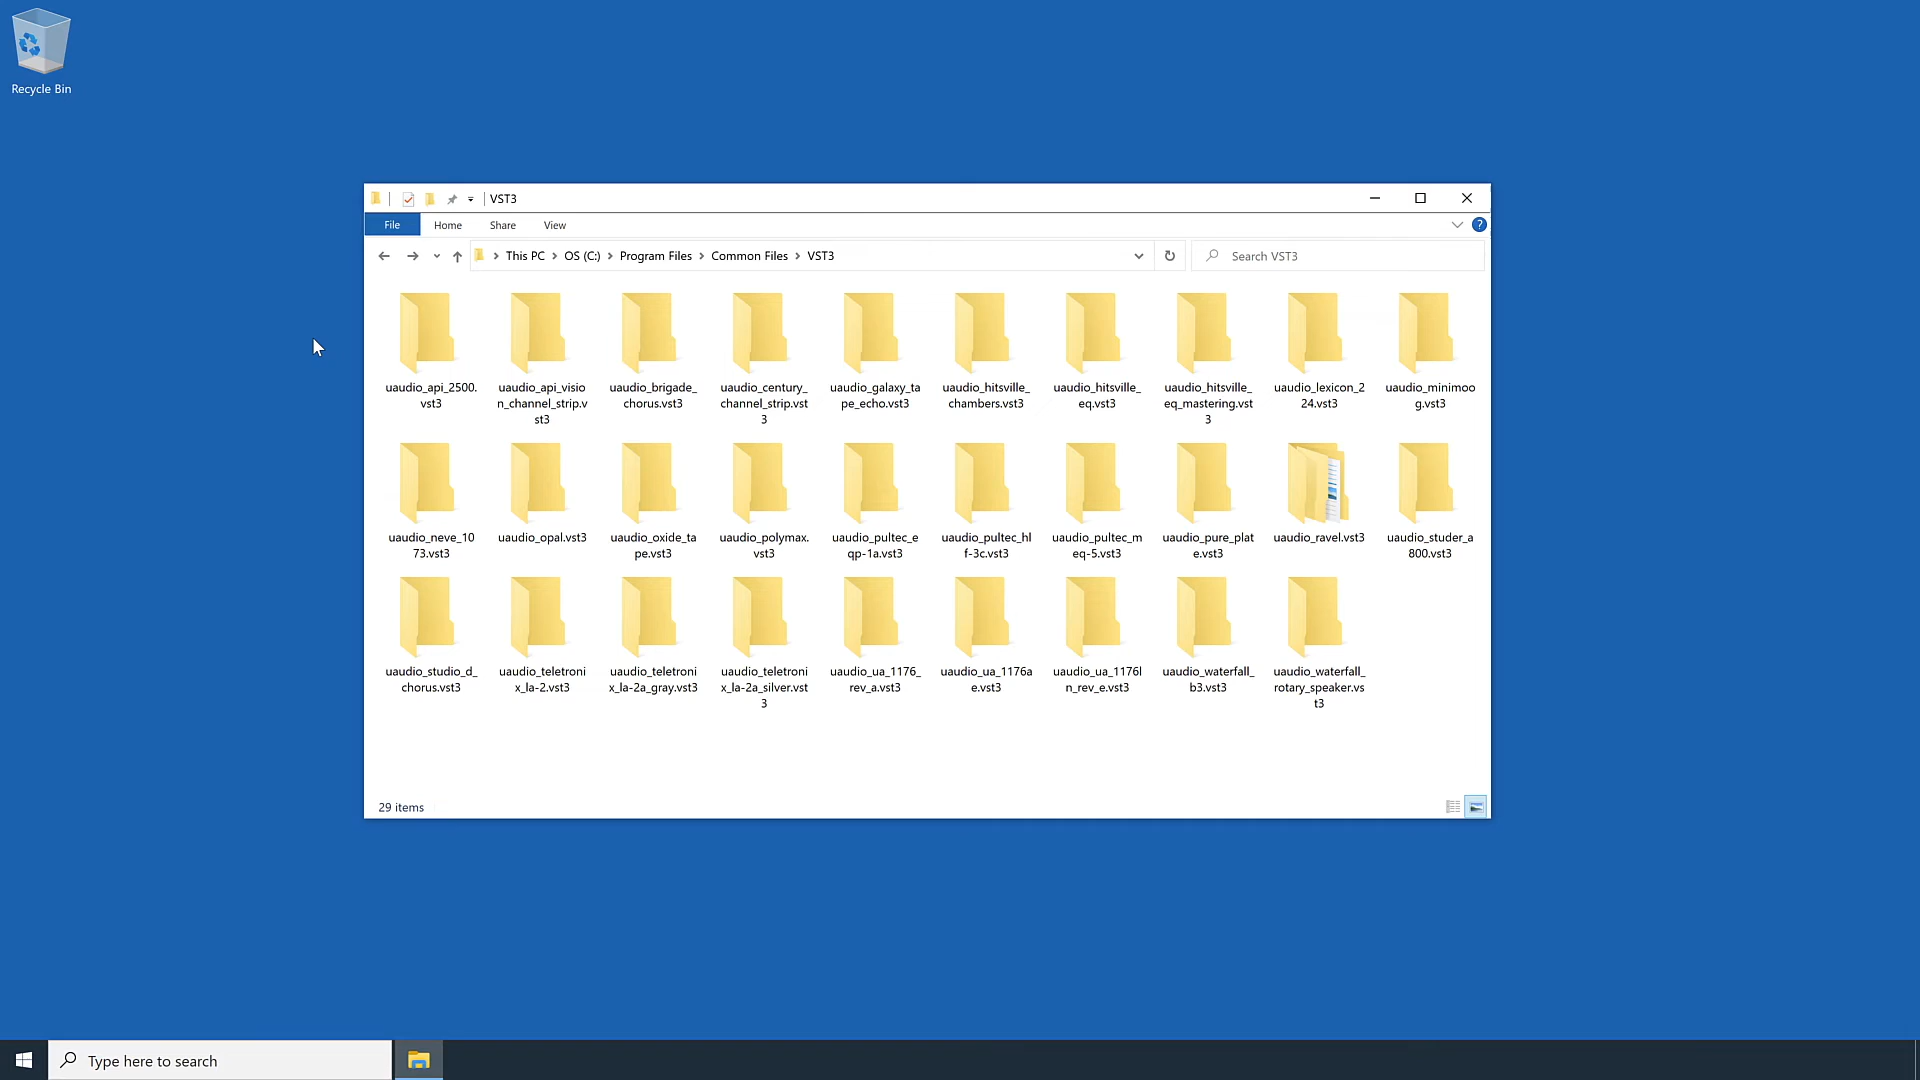 Recycle Bin
VST3
File Home Share View
?
This PC OS (C:) Program Files Common Files VST3
Search VST3
uaudio_api_2500.
vst3
uaudio_api_visio
n_channel_strip.v
st3
uaudio_brigade_
chorus.vst3
uaudio_century_
channel_strip.vst
3
uaudio_galaxy_ta
pe_echo.vst3
uaudio_hitsville_
chambers.vst3
uaudio_hitsville_
eq.vst3
uaudio_hitsville_
eq_mastering.vst
3
uaudio_lexicon_2
24.vst3
uaudio_minimoo
g.vst3
uaudio_neve_10
73.vst3
uaudio_opal.vst3
uaudio_oxide_ta
pe.vst3
uaudio_polymax.
vst3
uaudio_pultec_e
qp-1a.vst3
uaudio_pultec_hl
f-3c.vst3
uaudio_pultec_m
eq-5.vst3
uaudio_pure_plat
e.vst3
uaudio_ravel.vst3
uaudio_studer_a
800.vst3
uaudio_studio_d_
chorus.vst3
uaudio_teletroni
x_la-2.vst3
uaudio_teletroni
x_la-2a_gray.vst3
uaudio_teletroni
x_la-2a_silver.vst
3
uaudio_ua_1176_
rev_a.vst3
uaudio_ua_1176a
e.vst3
uaudio_ua_1176l
n_rev_e.vst3
uaudio_waterfall_
b3.vst3
uaudio_waterfall_
rotary_speaker.vs
t3
29 items
Type here to search